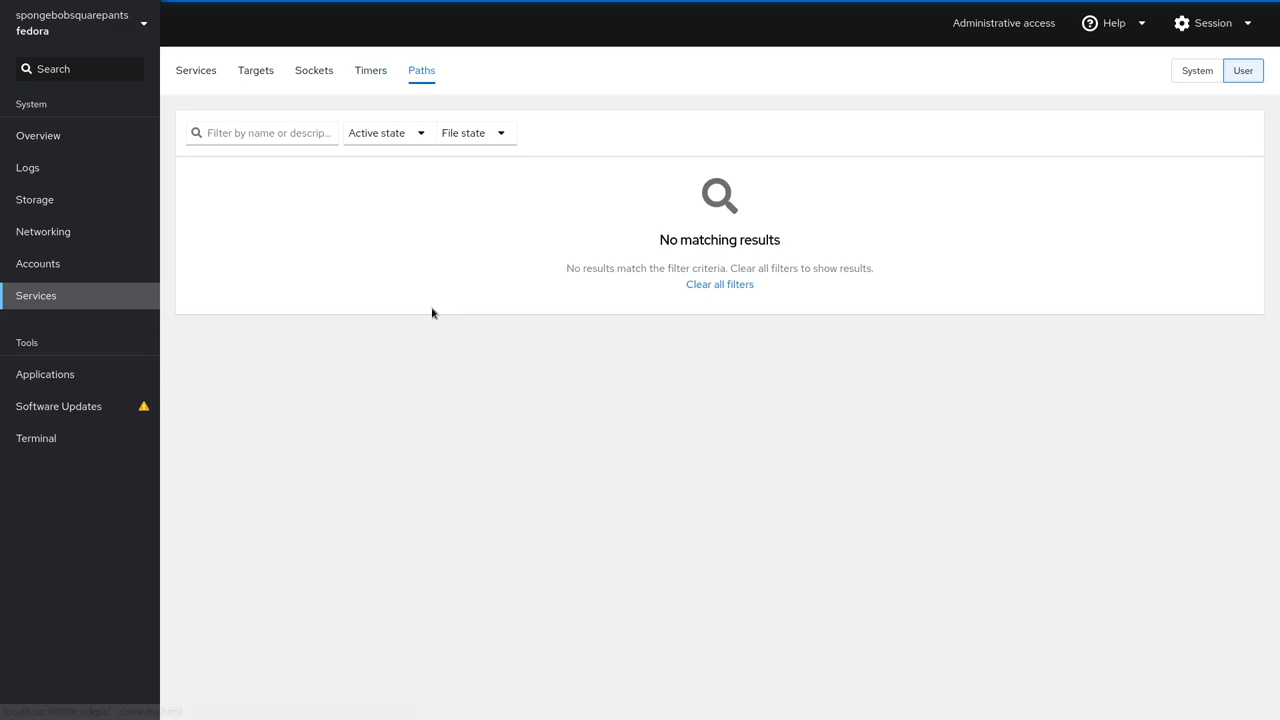 spongebobsquarepants
fedora
Administrative access
Help
Session
Search
System
Overview
Logs
Storage
Networking
Accounts
Services
Tools
Applications
Software Updates
Terminal
Services
Targets
Sockets
Timers
Paths
System
User
Filter by name or descrip...
Active state
File state
No matching results
No results match the filter criteria. Clear all filters to show results.
Clear all filters